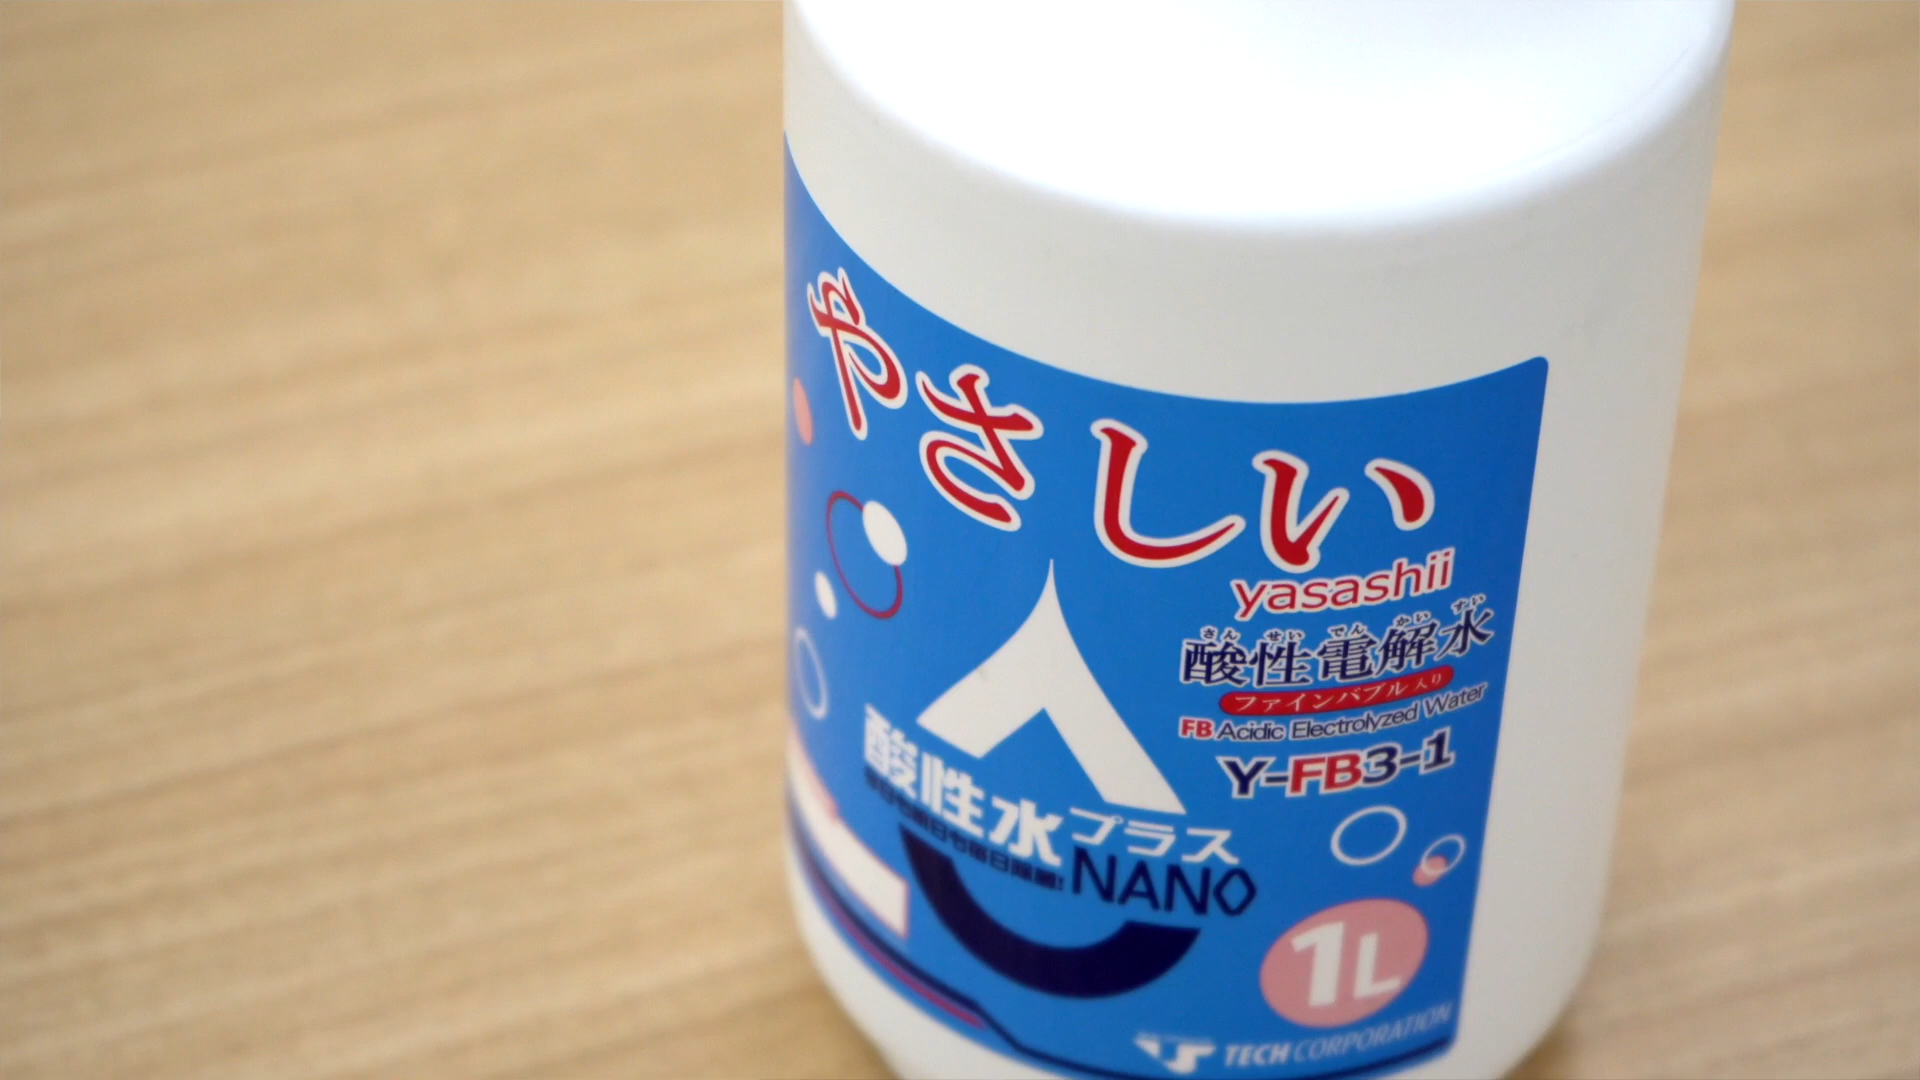 やさしい
yasashii
さんせいでんかいすい
酸性電解水
ファインバブル入り
FB Acidic Electrolyzed Water
Y-FB3-1
酸性水プラス
NANO
1L
TECH CORPORATION